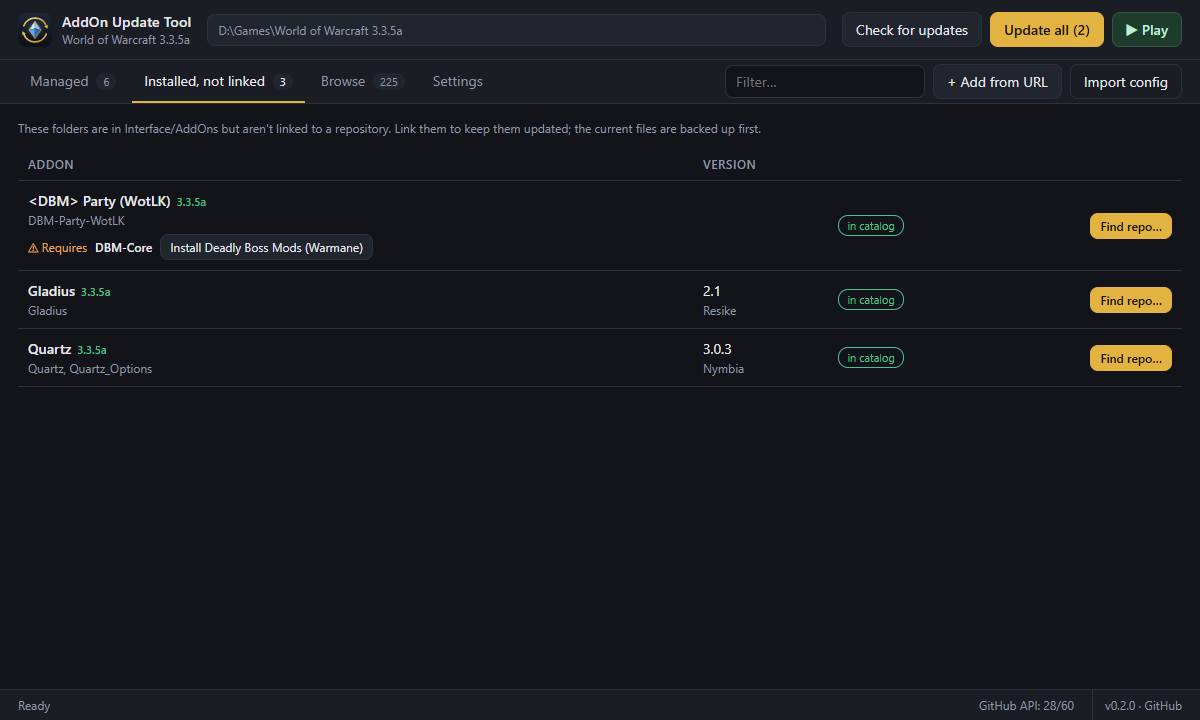 AddOn Update Tool
World of Warcraft 3.3.5a
D:\Games\World of Warcraft 3.3.5a
Check for updates
Update all (2)
▶ Play
Managed 6
Installed, not linked 3
Browse 225
Settings
Filter...
+ Add from URL
Import config
These folders are in Interface/AddOns but aren't linked to a repository. Link them to keep them updated; the current files are backed up first.
ADDON
VERSION
<DBM> Party (WotLK) 3.3.5a
DBM-Party-WotLK
⚠ Requires DBM-Core Install Deadly Boss Mods (Warmane)
in catalog
Find repo...
Gladius 3.3.5a
Gladius
2.1
Resike
in catalog
Find repo...
Quartz 3.3.5a
Quartz, Quartz_Options
3.0.3
Nymbia
in catalog
Find repo...
Ready
GitHub API: 28/60
v0.2.0 · GitHub